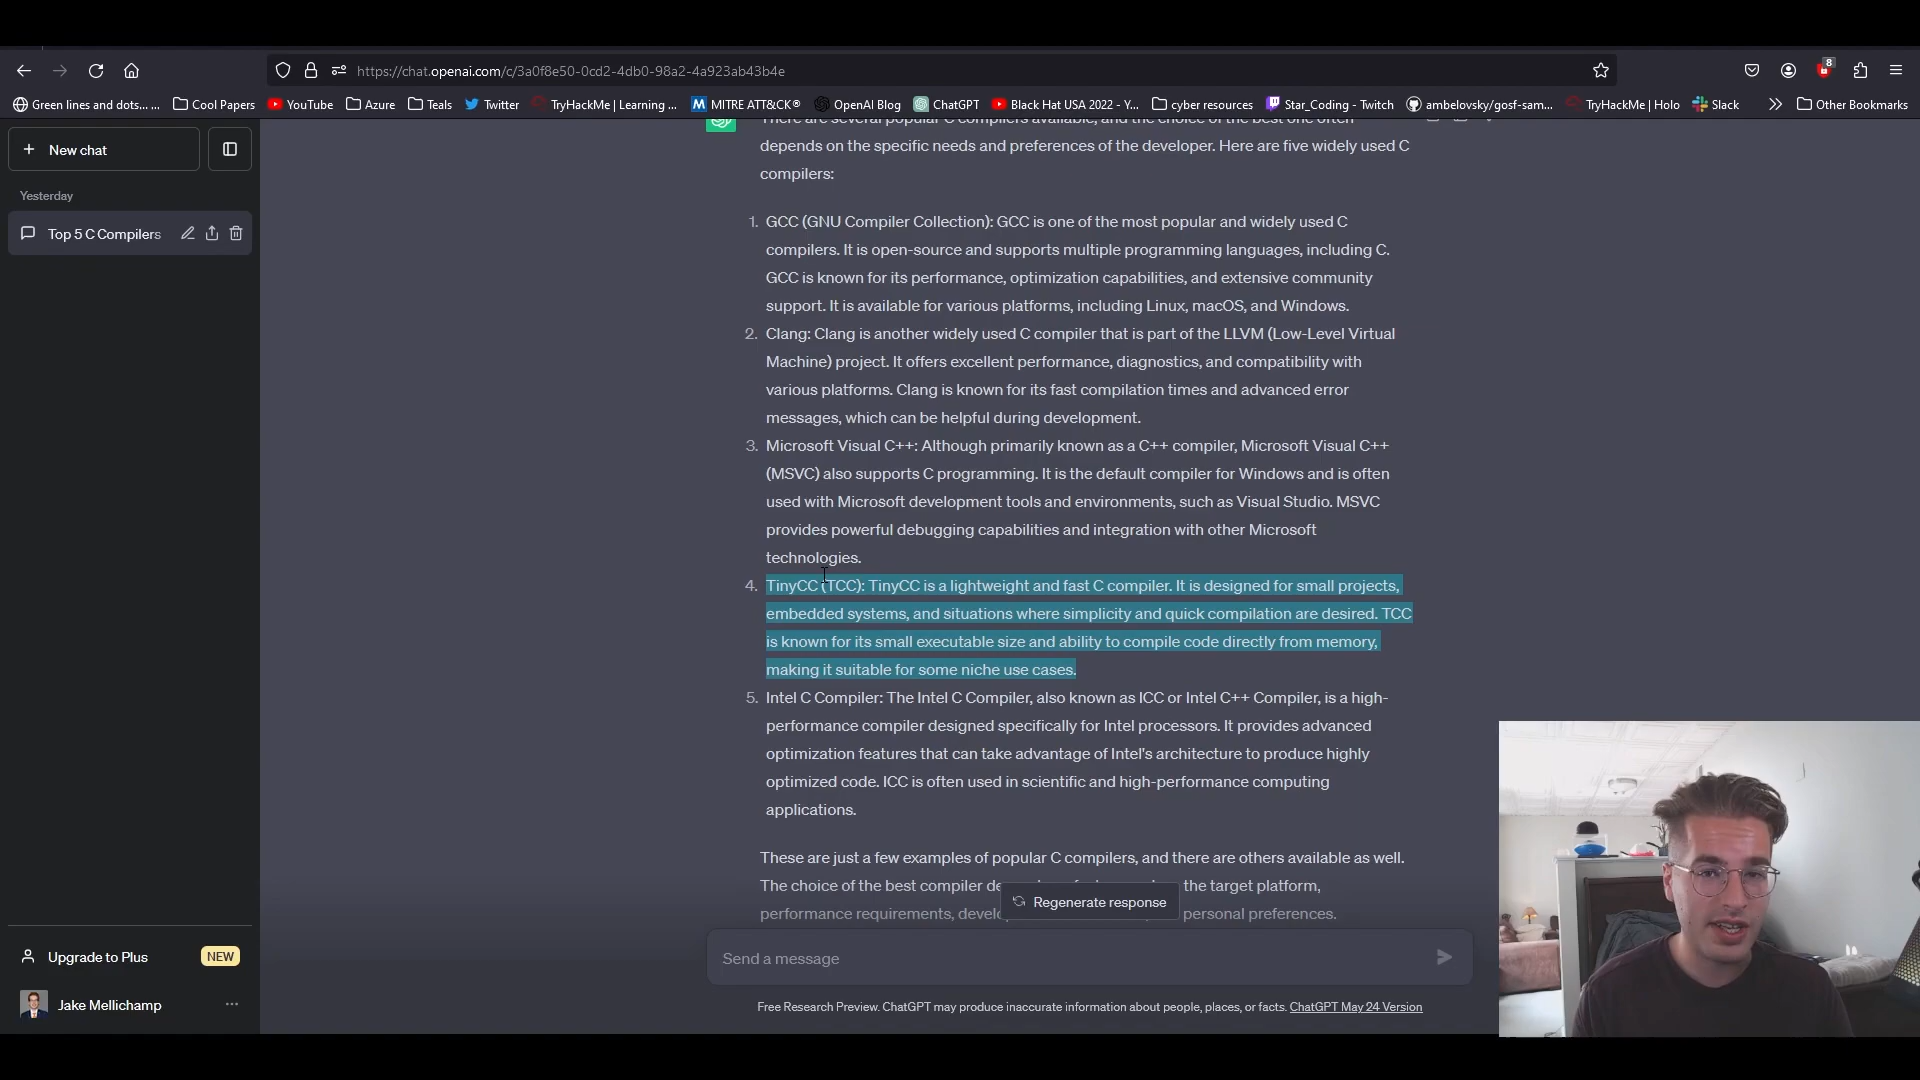 https://chat.openai.com/c/3a0f8e50-0cd2-4db0-98a2-4a923ab43b4e
8
Green lines and dots... ...
Cool Papers
YouTube
Azure
Teals
Twitter
TryHackMe | Learning ...
MITRE ATT&CK®
OpenAI Blog
ChatGPT
Black Hat USA 2022 - Y...
cyber resources
Star_Coding - Twitch
ambelovsky/gosf-sam...
TryHackMe | Holo
Slack
Other Bookmarks
New chat
Yesterday
Top 5 C Compilers
There are several popular C compilers available, and the choice of the best one often
depends on the specific needs and preferences of the developer. Here are five widely used C
compilers:
1. GCC (GNU Compiler Collection): GCC is one of the most popular and widely used C
compilers. It is open-source and supports multiple programming languages, including C.
GCC is known for its performance, optimization capabilities, and extensive community
support. It is available for various platforms, including Linux, macOS, and Windows.
2. Clang: Clang is another widely used C compiler that is part of the LLVM (Low-Level Virtual
Machine) project. It offers excellent performance, diagnostics, and compatibility with
various platforms. Clang is known for its fast compilation times and advanced error
messages, which can be helpful during development.
3. Microsoft Visual C++: Although primarily known as a C++ compiler, Microsoft Visual C++
(MSVC) also supports C programming. It is the default compiler for Windows and is often
used with Microsoft development tools and environments, such as Visual Studio. MSVC
provides powerful debugging capabilities and integration with other Microsoft
technologies.
4. TinyCC (TCC): TinyCC is a lightweight and fast C compiler. It is designed for small projects,
embedded systems, and situations where simplicity and quick compilation are desired. TCC
is known for its small executable size and ability to compile code directly from memory,
making it suitable for some niche use cases.
5. Intel C Compiler: The Intel C Compiler, also known as ICC or Intel C++ Compiler, is a high-
performance compiler designed specifically for Intel processors. It provides advanced
optimization features that can take advantage of Intel's architecture to produce highly
optimized code. ICC is often used in scientific and high-performance computing
applications.
These are just a few examples of popular C compilers, and there are others available as well.
The choice of the best compiler the target platform,
performance requirements, personal preferences.
Regenerate response
Send a message
Free Research Preview. ChatGPT may produce inaccurate information about people, places, or facts. ChatGPT May 24 Version
Upgrade to Plus
NEW
Jake Mellichamp